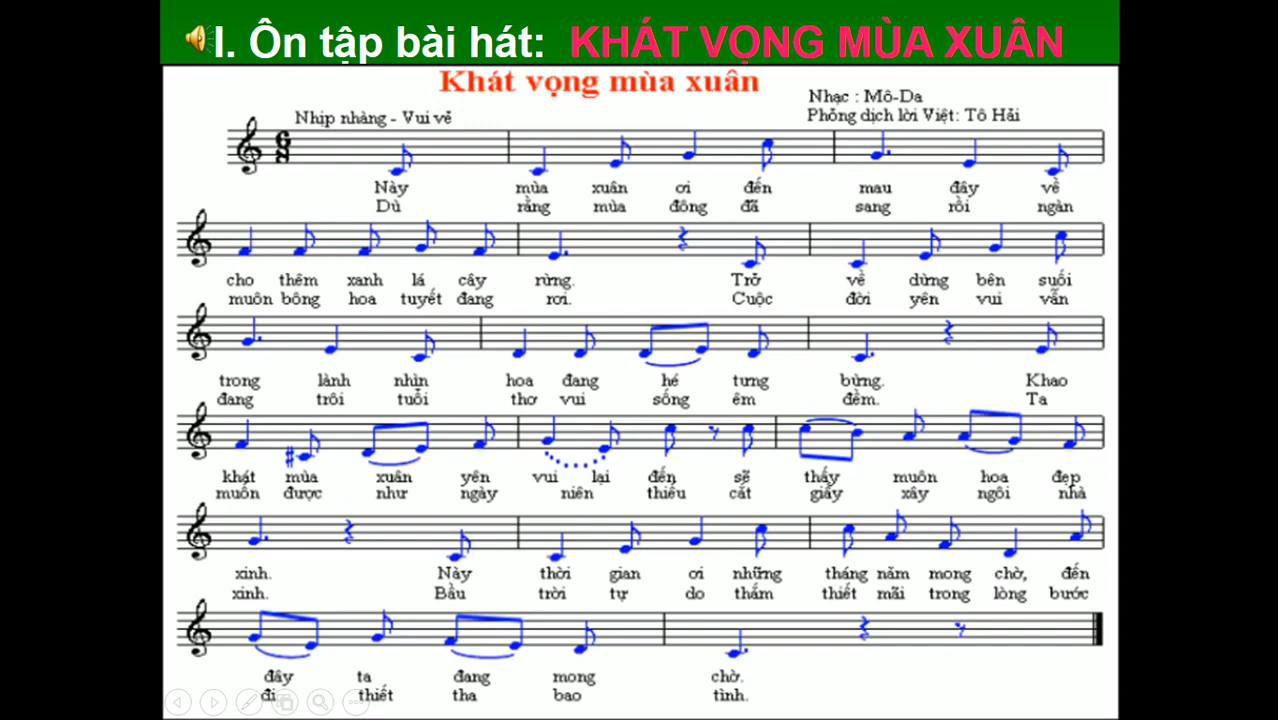 I. Ôn tập bài hát: KHÁT VỌNG MÙA XUÂN
Khát vọng mùa xuân
Nhạc : Mô-Da
Nhịp nhàng - Vui vẻ
Phỏng dịch lời Việt: Tô Hải
6
8
Này mùa xuân ơi đến mau đây về
Dù rằng mùa đông đã sang rồi ngàn
cho thêm xanh lá cây rừng. Trở về dừng bên suối
muôn bông hoa tuyết đang rơi. Cuộc đời yên vui vẫn
trong lành nhìn hoa đang hé tưng bừng. Khao
đang trôi tuổi thơ vui sống êm đềm. Ta
khát mùa xuân yên vui lại đến sẽ thấy muôn hoa đẹp
muốn được như ngày niên thiếu cắt giấy xây ngôi nhà
xinh. Này thời gian ơi những tháng năm mong chờ, đến
xinh. Bầu trời tự do thắm thiết mãi trong lòng bước
đây ta đang mong chờ.
đi thiết tha bao tình.